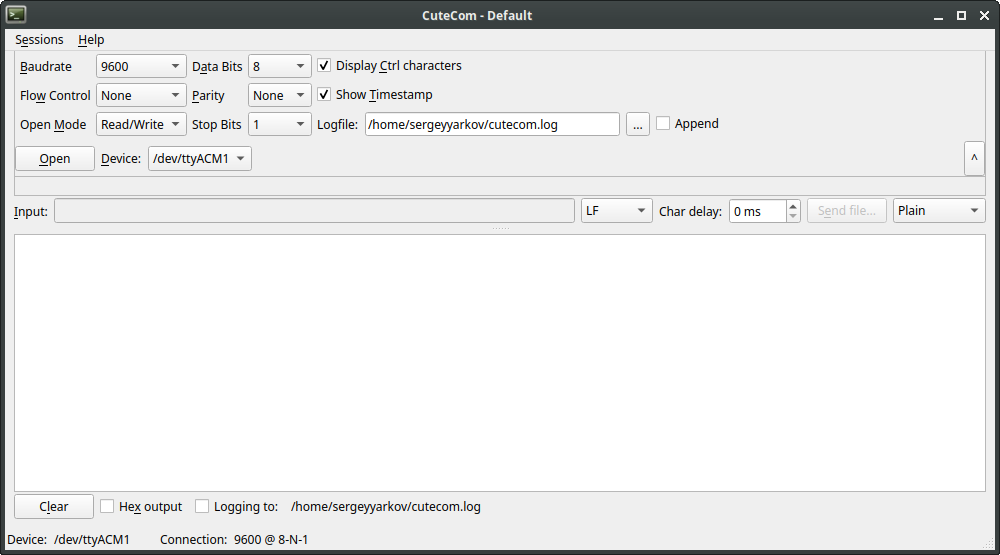 CuteCom - Default
Sessions Help
Baudrate 9600 Data Bits 8 Display Ctrl characters
Flow Control None Parity None Show Timestamp
Open Mode Read/Write Stop Bits 1 Logfile: /home/sergeyyarkov/cutecom.log ... Append
Open Device: /dev/ttyACM1 ^
Input: LF Char delay: 0 ms Send file... Plain
Clear Hex output Logging to: /home/sergeyyarkov/cutecom.log
Device: /dev/ttyACM1 Connection: 9600 @ 8-N-1